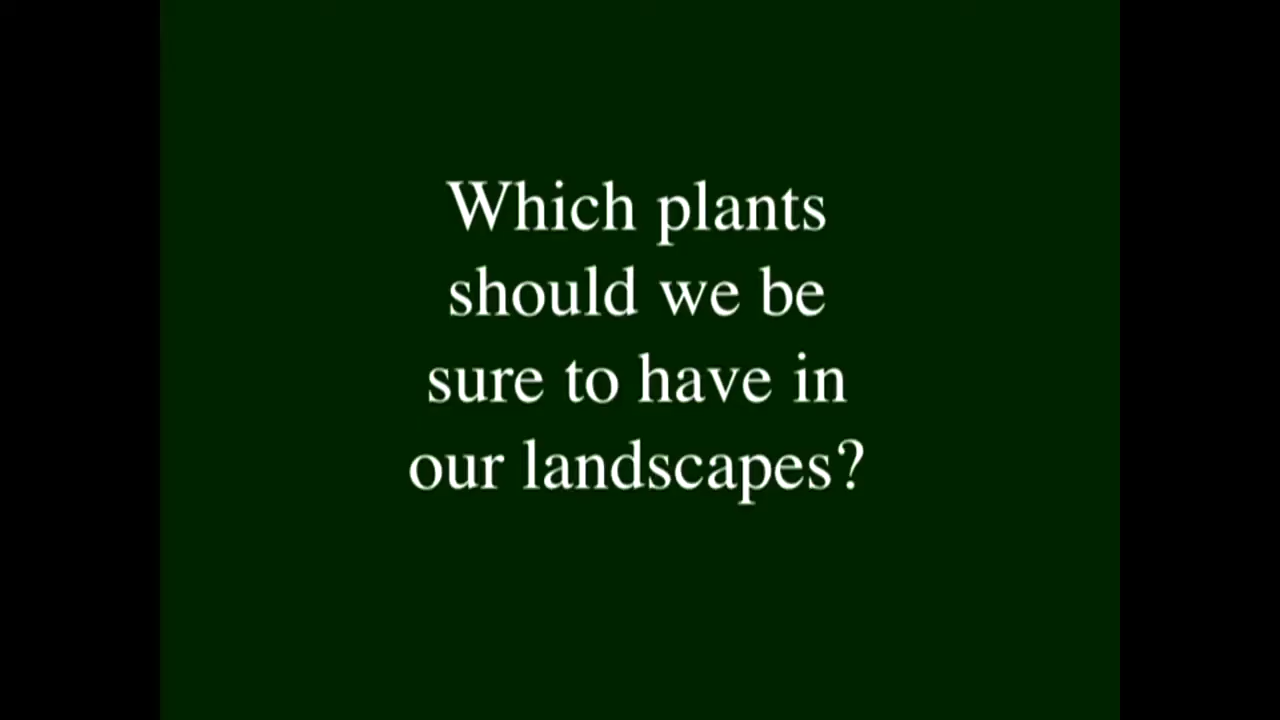 Which plants
should we be
sure to have in
our landscapes?